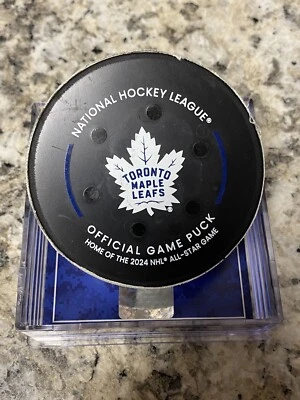 NATIONAL HOCKEY LEAGUE®
TORONTO
MAPLE
LEAFS
OFFICIAL GAME PUCK
HOME OF THE 2024 NHL® ALL-STAR GAME